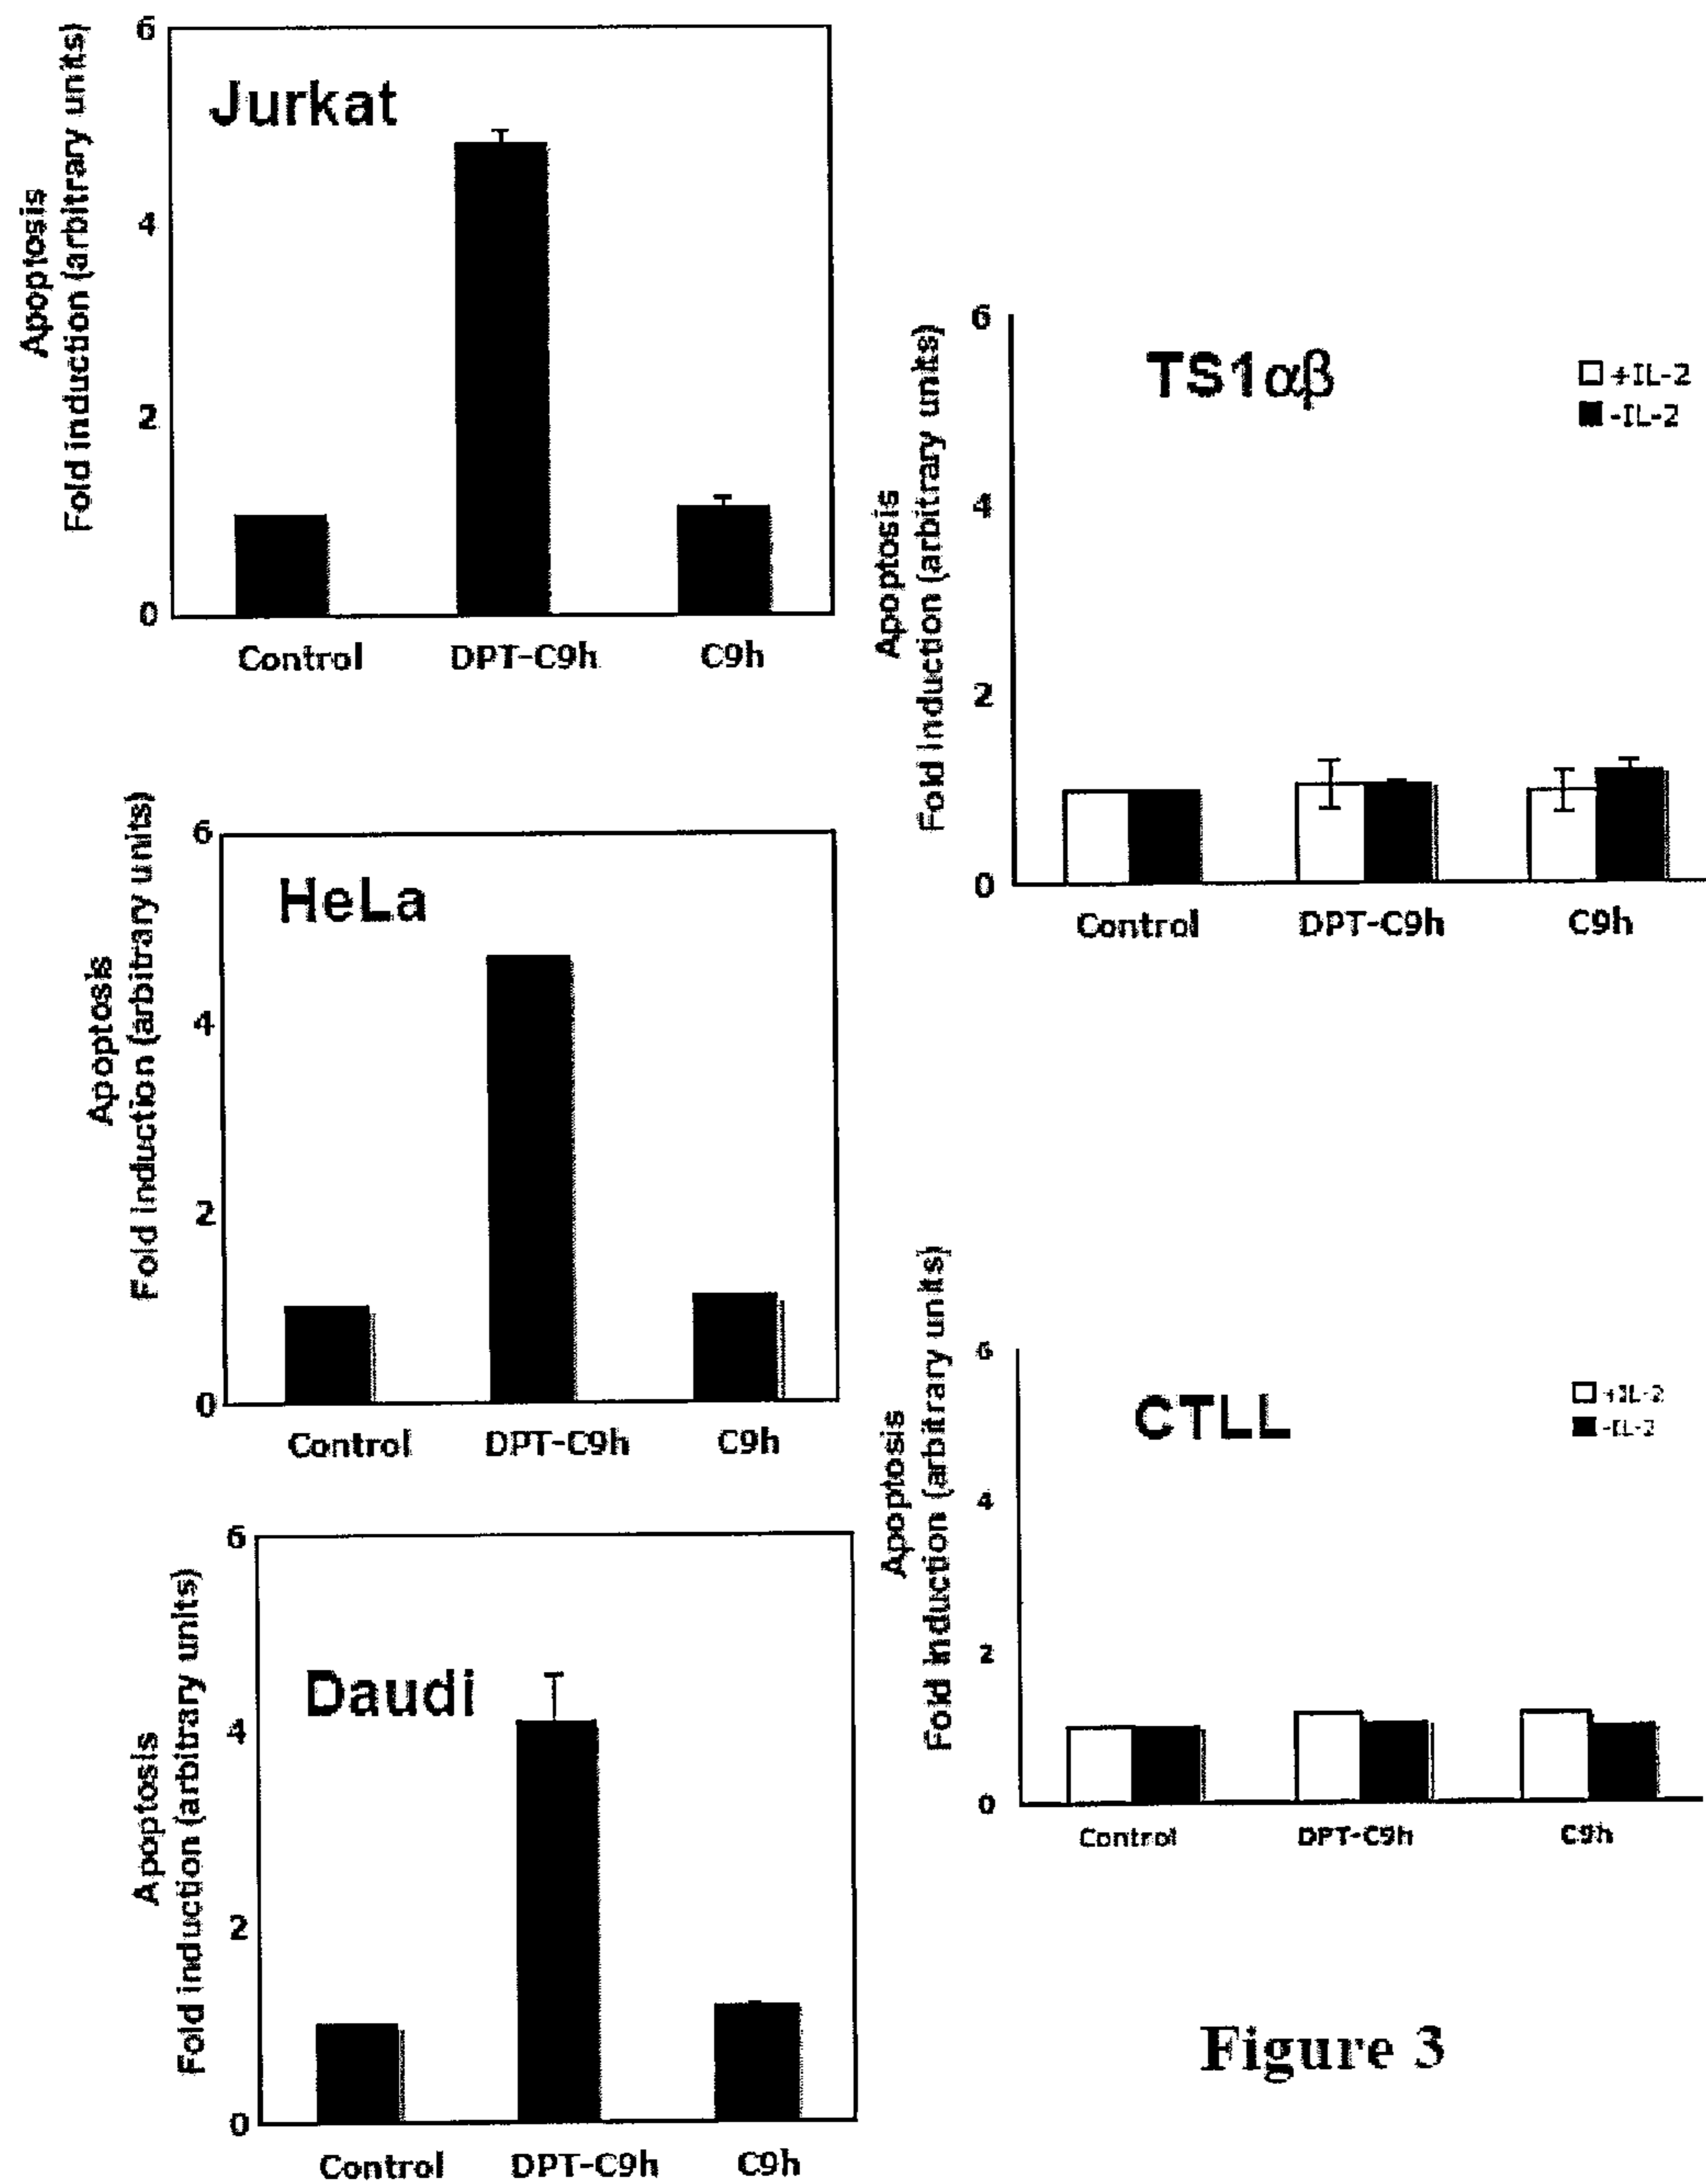 Jurkat
Apoptosis
Fold induction (arbitrary units)
6
4
2
0
Control DPT-C9h C9h
HeLa
Apoptosis
Fold induction (arbitrary units)
6
4
2
0
Control DPT-C9h C9h
Daudi
Apoptosis
Fold induction (arbitrary units)
6
4
2
0
Control DPT-C9h C9h
TS1αβ
+IL-2
-IL-2
Apoptosis
Fold induction (arbitrary units)
6
4
2
0
Control DPT-C9h C9h
CTLL
+IL-2
-IL-2
Apoptosis
Fold induction (arbitrary units)
6
4
2
0
Control DPT-C9h C9h
Figure 3